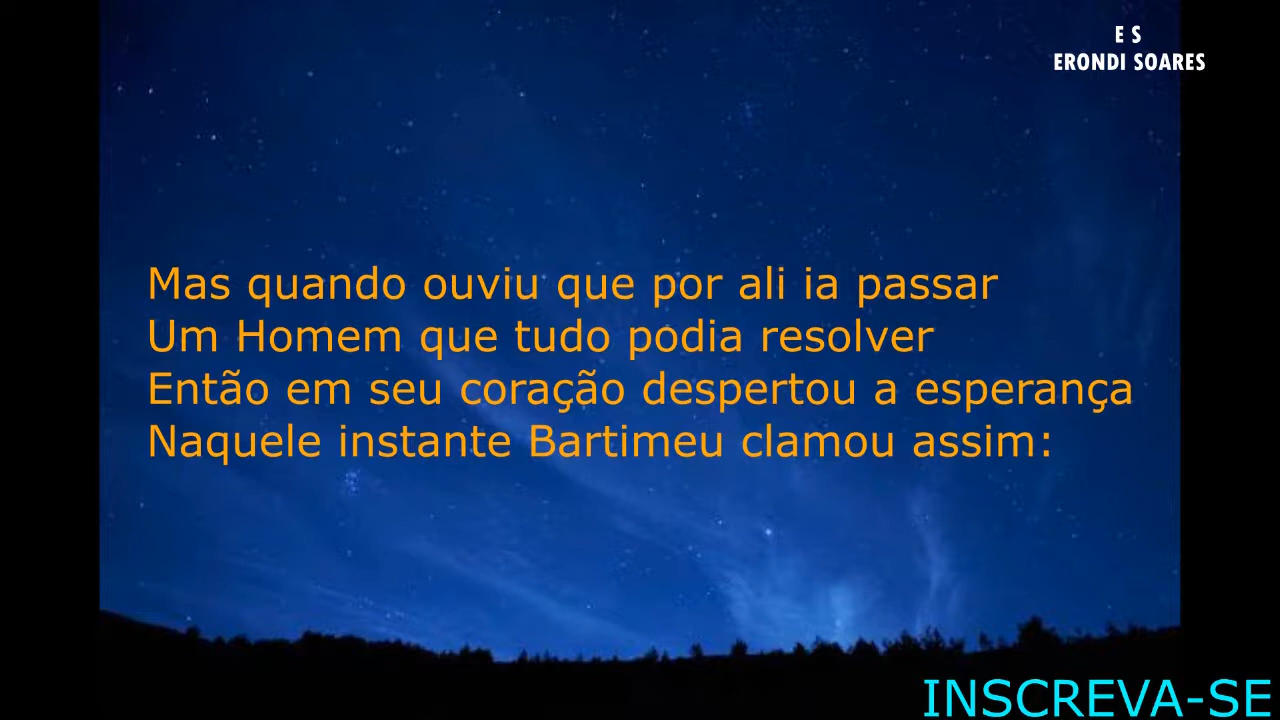 E S
ERONDI SOARES
Mas quando ouviu que por ali ia passar
Um Homem que tudo podia resolver
Então em seu coração despertou a esperança
Naquele instante Bartimeu clamou assim:
INSCREVA-SE